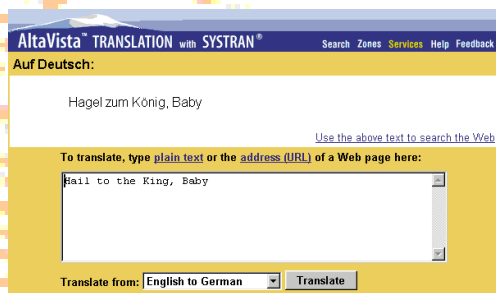 AltaVista™ TRANSLATION with SYSTRAN®
Search Zones Services Help Feedback
Auf Deutsch:
Hagel zum König, Baby
Use the above text to search the Web
To translate, type plain text or the address (URL) of a Web page here:
Hail to the King, Baby
Translate from: English to German Translate